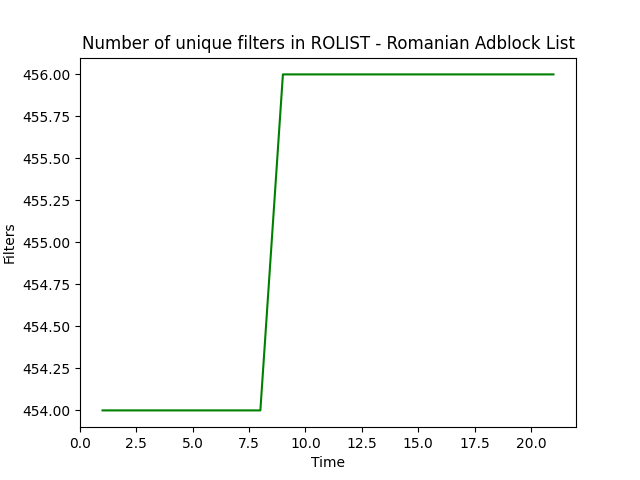 Number of unique filters in ROLIST - Romanian Adblock List
456.00
455.75
455.50
455.25
455.00
454.75
454.50
454.25
454.00
Filters
0.0 2.5 5.0 7.5 10.0 12.5 15.0 17.5 20.0
Time